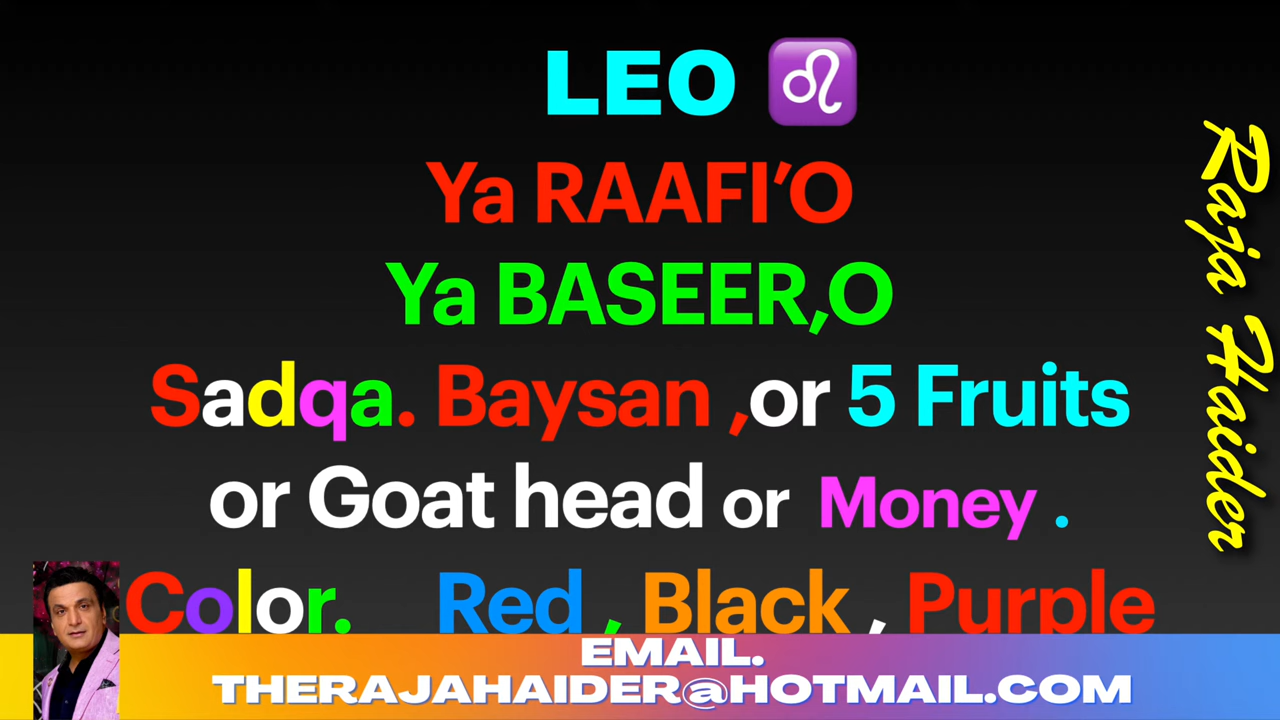 LEO ♌
Ya RAAFI’O
Ya BASEER,O
Sadqa. Baysan ,or 5 Fruits
or Goat head or Money .
Color. Red , Black , Purple
EMAIL.
THERAJAHAIDER@HOTMAIL.COM
Raja Haider